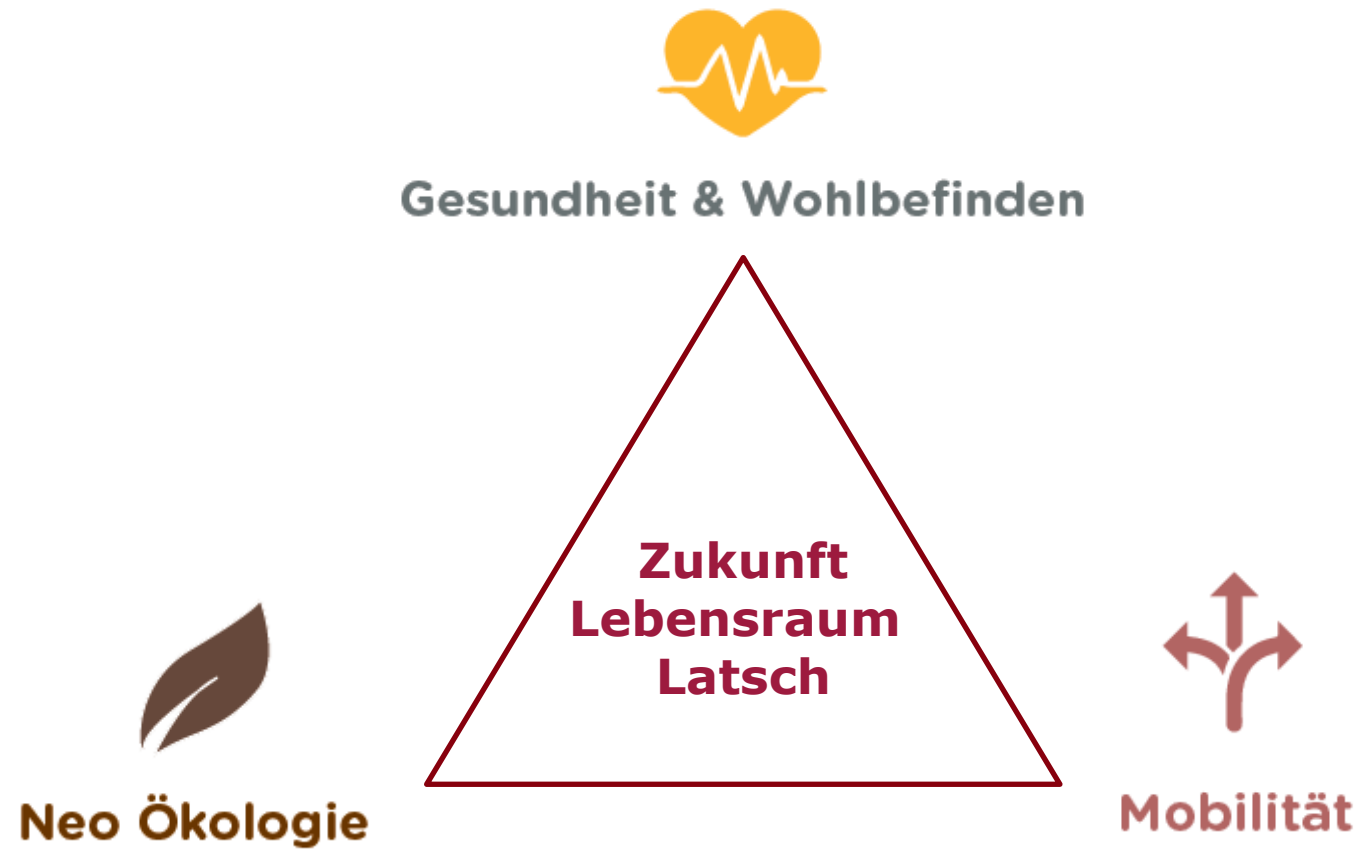 Gesundheit & Wohlbefinden
Zukunft
Lebensraum
Latsch
Neo Ökologie
Mobilität